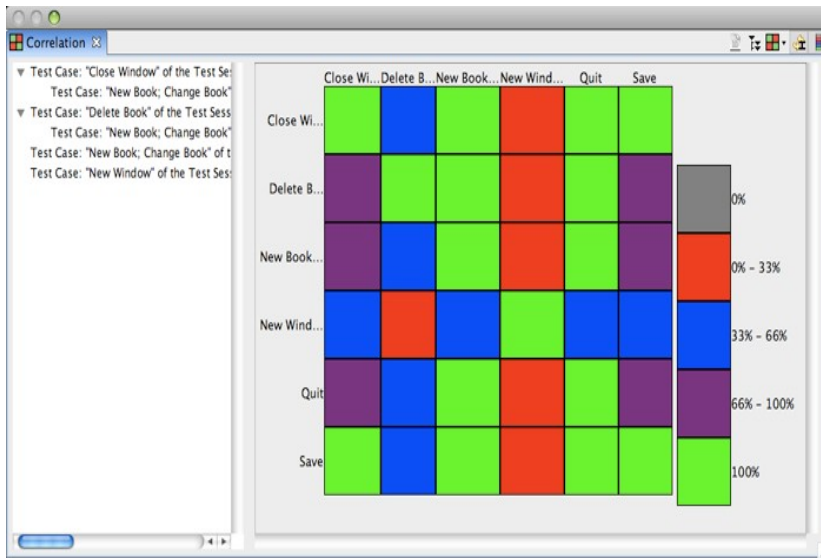 Correlation
Test Case: "Close Window" of the Test Se
Test Case: "New Book; Change Book"
Test Case: "Delete Book" of the Test Sess
Test Case: "New Book; Change Book"
Test Case: "New Book; Change Book" of t
Test Case: "New Window" of the Test Ses
Close Wi... Delete B... New Book... New Wind... Quit Save
Close Wi...
Delete B...
New Book...
New Wind...
Quit
Save
0%
0% - 33%
33% - 66%
66% - 100%
100%